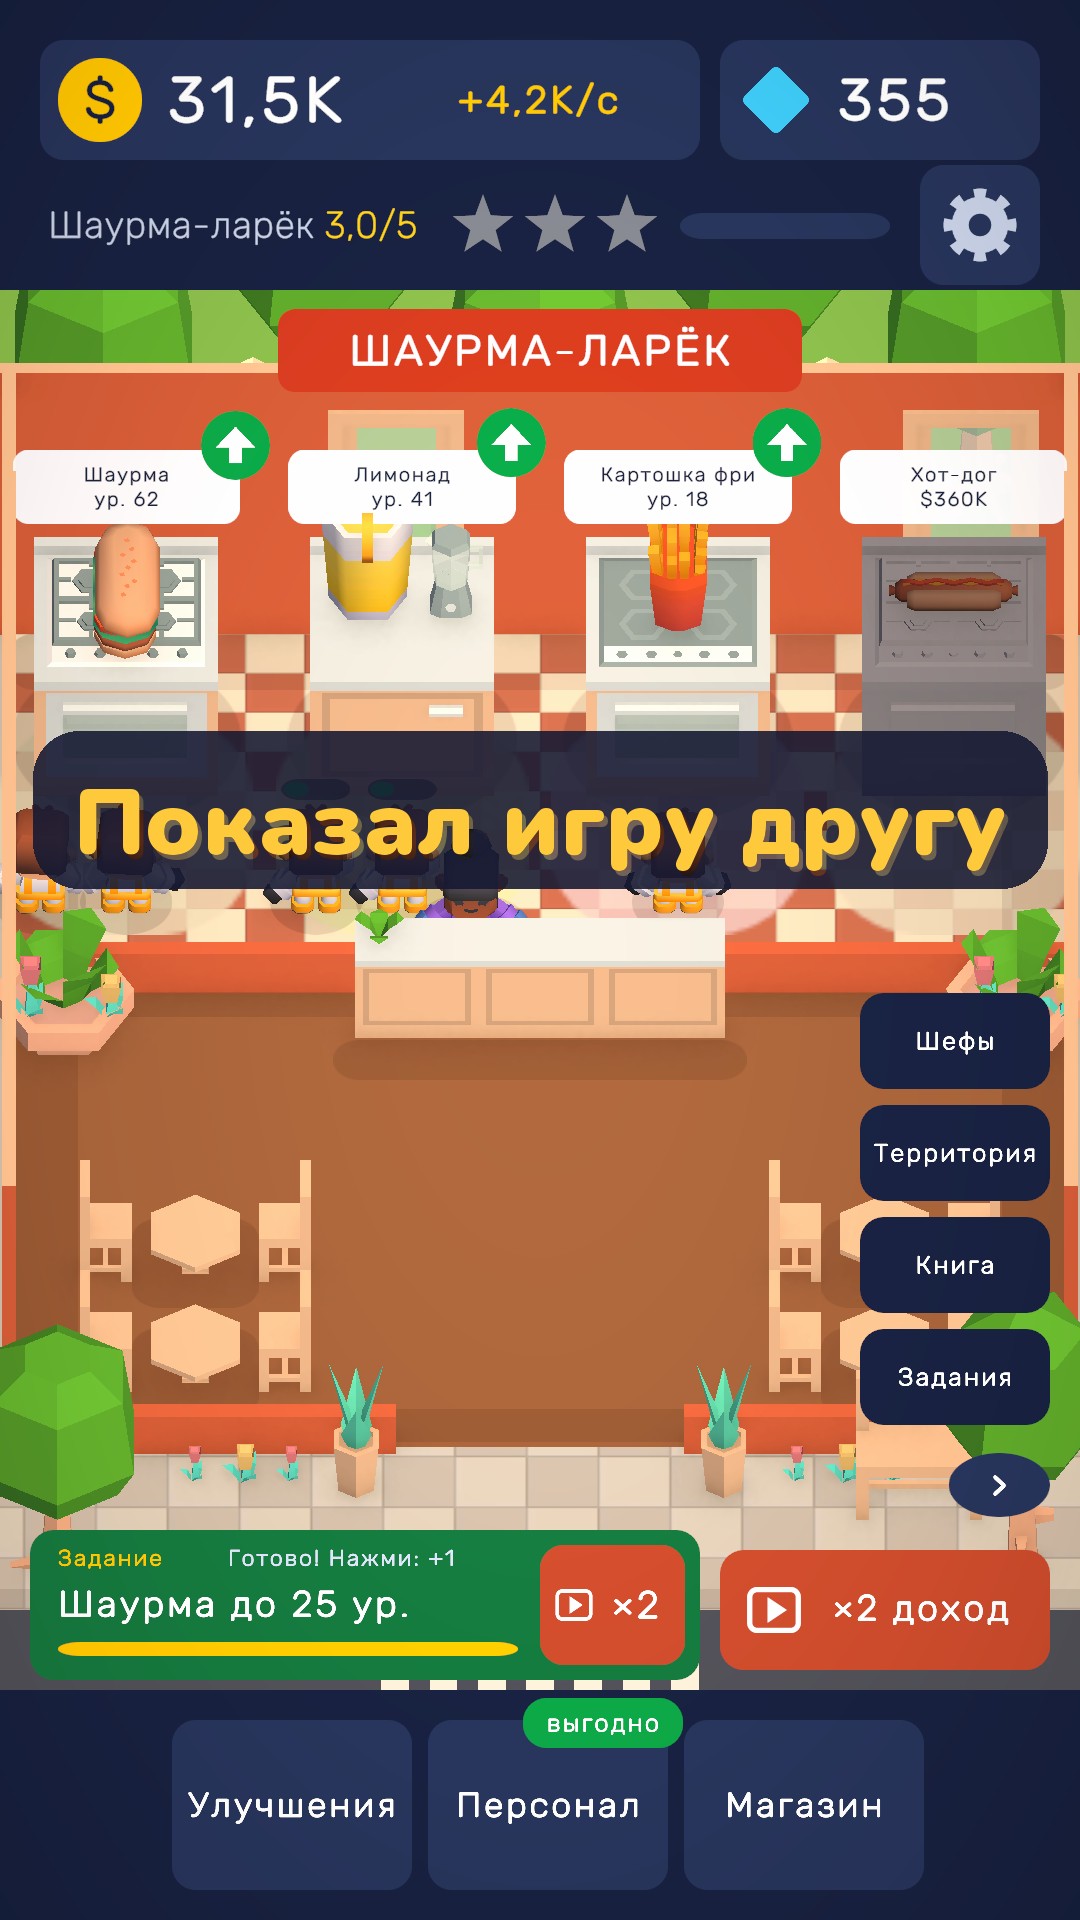 $ 31,5K +4,2K/с 355
Шаурма-ларёк 3,0/5
ШАУРМА-ЛАРЁК
Шаурма
ур. 62
Лимонад
ур. 41
Картошка фри
ур. 18
Хот-дог
$360K
Показал игру другу
Шефы
Территория
Книга
Задания
Задание Готово! Нажми: +1
Шаурма до 25 ур.
×2
×2 доход
выгодно
Улучшения
Персонал
Магазин